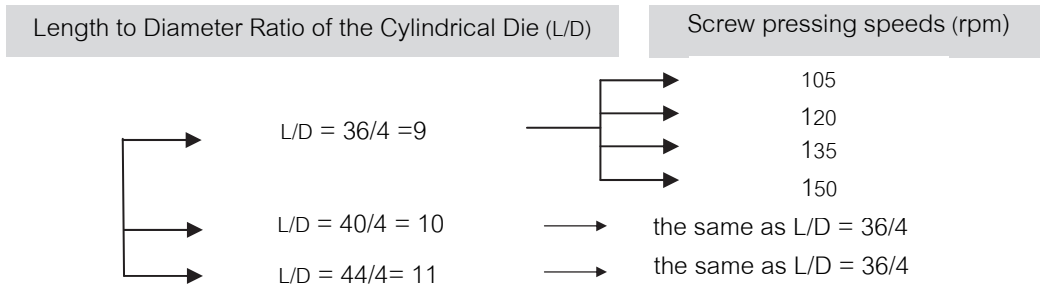 Length to Diameter Ratio of the Cylindrical Die (L/D)
Screw pressing speeds (rpm)
L/D = 36/4 =9
105
120
135
150
L/D = 40/4 = 10
the same as L/D = 36/4
L/D = 44/4= 11
the same as L/D = 36/4